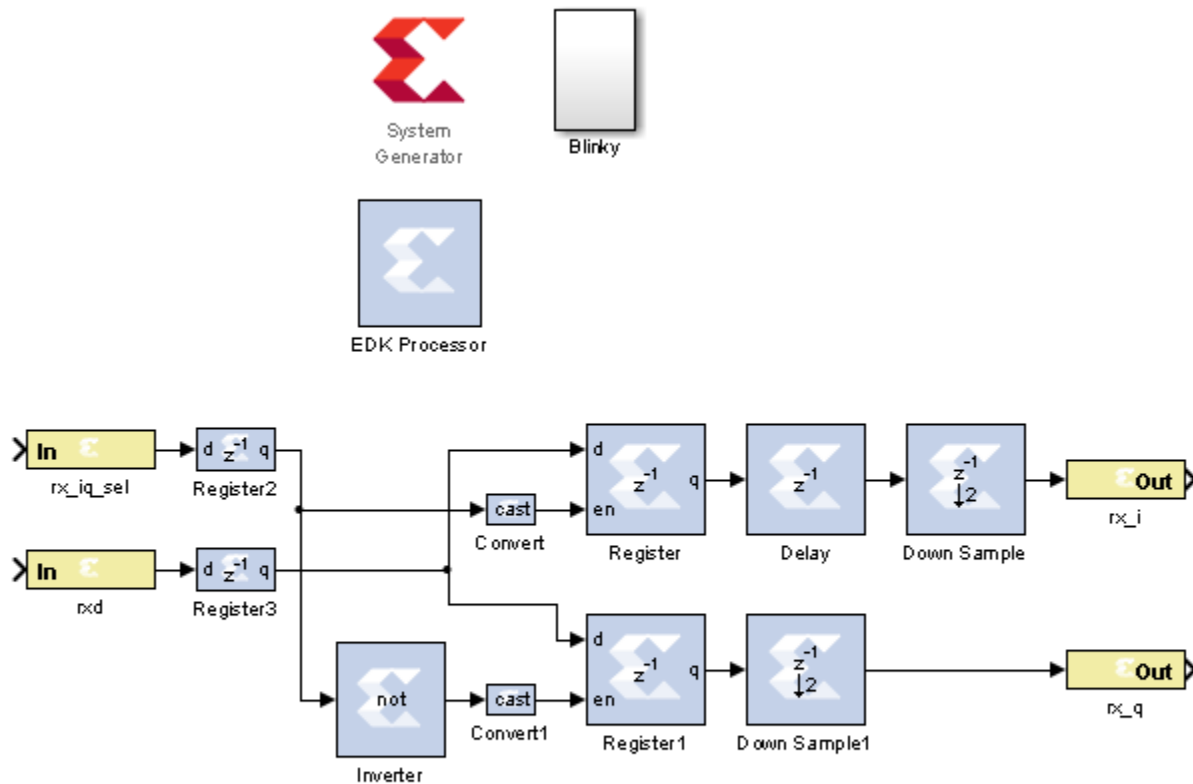 System
Generator
Blinky
EDK Processor
In
rx_iq_sel
d z-1 q
Register2
cast
Convert
d
en
z-1
q
Register
z-1
Delay
z-1
↓2
Down Sample
Out
rx_i
In
rxd
d z-1 q
Register3
not
Inverter
cast
Convert1
d
en
z-1
q
Register1
z-1
↓2
Down Sample1
Out
rx_q